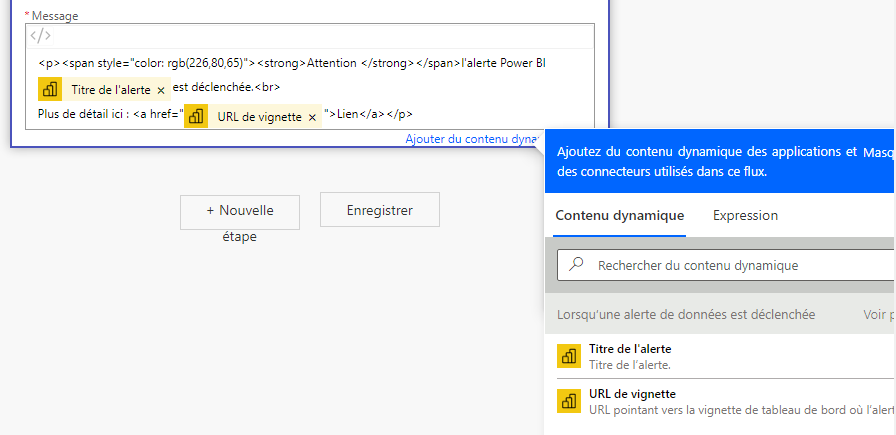 * Message
</>
<p><span style="color: rgb(226,80,65)"><strong>Attention </strong></span>l'alerte Power BI
Titre de l'alerte × est déclenchée.<br>
Plus de détail ici : <a href="URL de vignette × ">Lien</a></p>
Ajouter du contenu dyna
Ajoutez du contenu dynamique des applications et Masq
des connecteurs utilisés dans ce flux.
+ Nouvelle
étape
Enregistrer
Contenu dynamique Expression
Rechercher du contenu dynamique
Lorsqu'une alerte de données est déclenchée Voir p
Titre de l'alerte
Titre de l'alerte.
URL de vignette
URL pointant vers la vignette de tableau de bord où l'alert